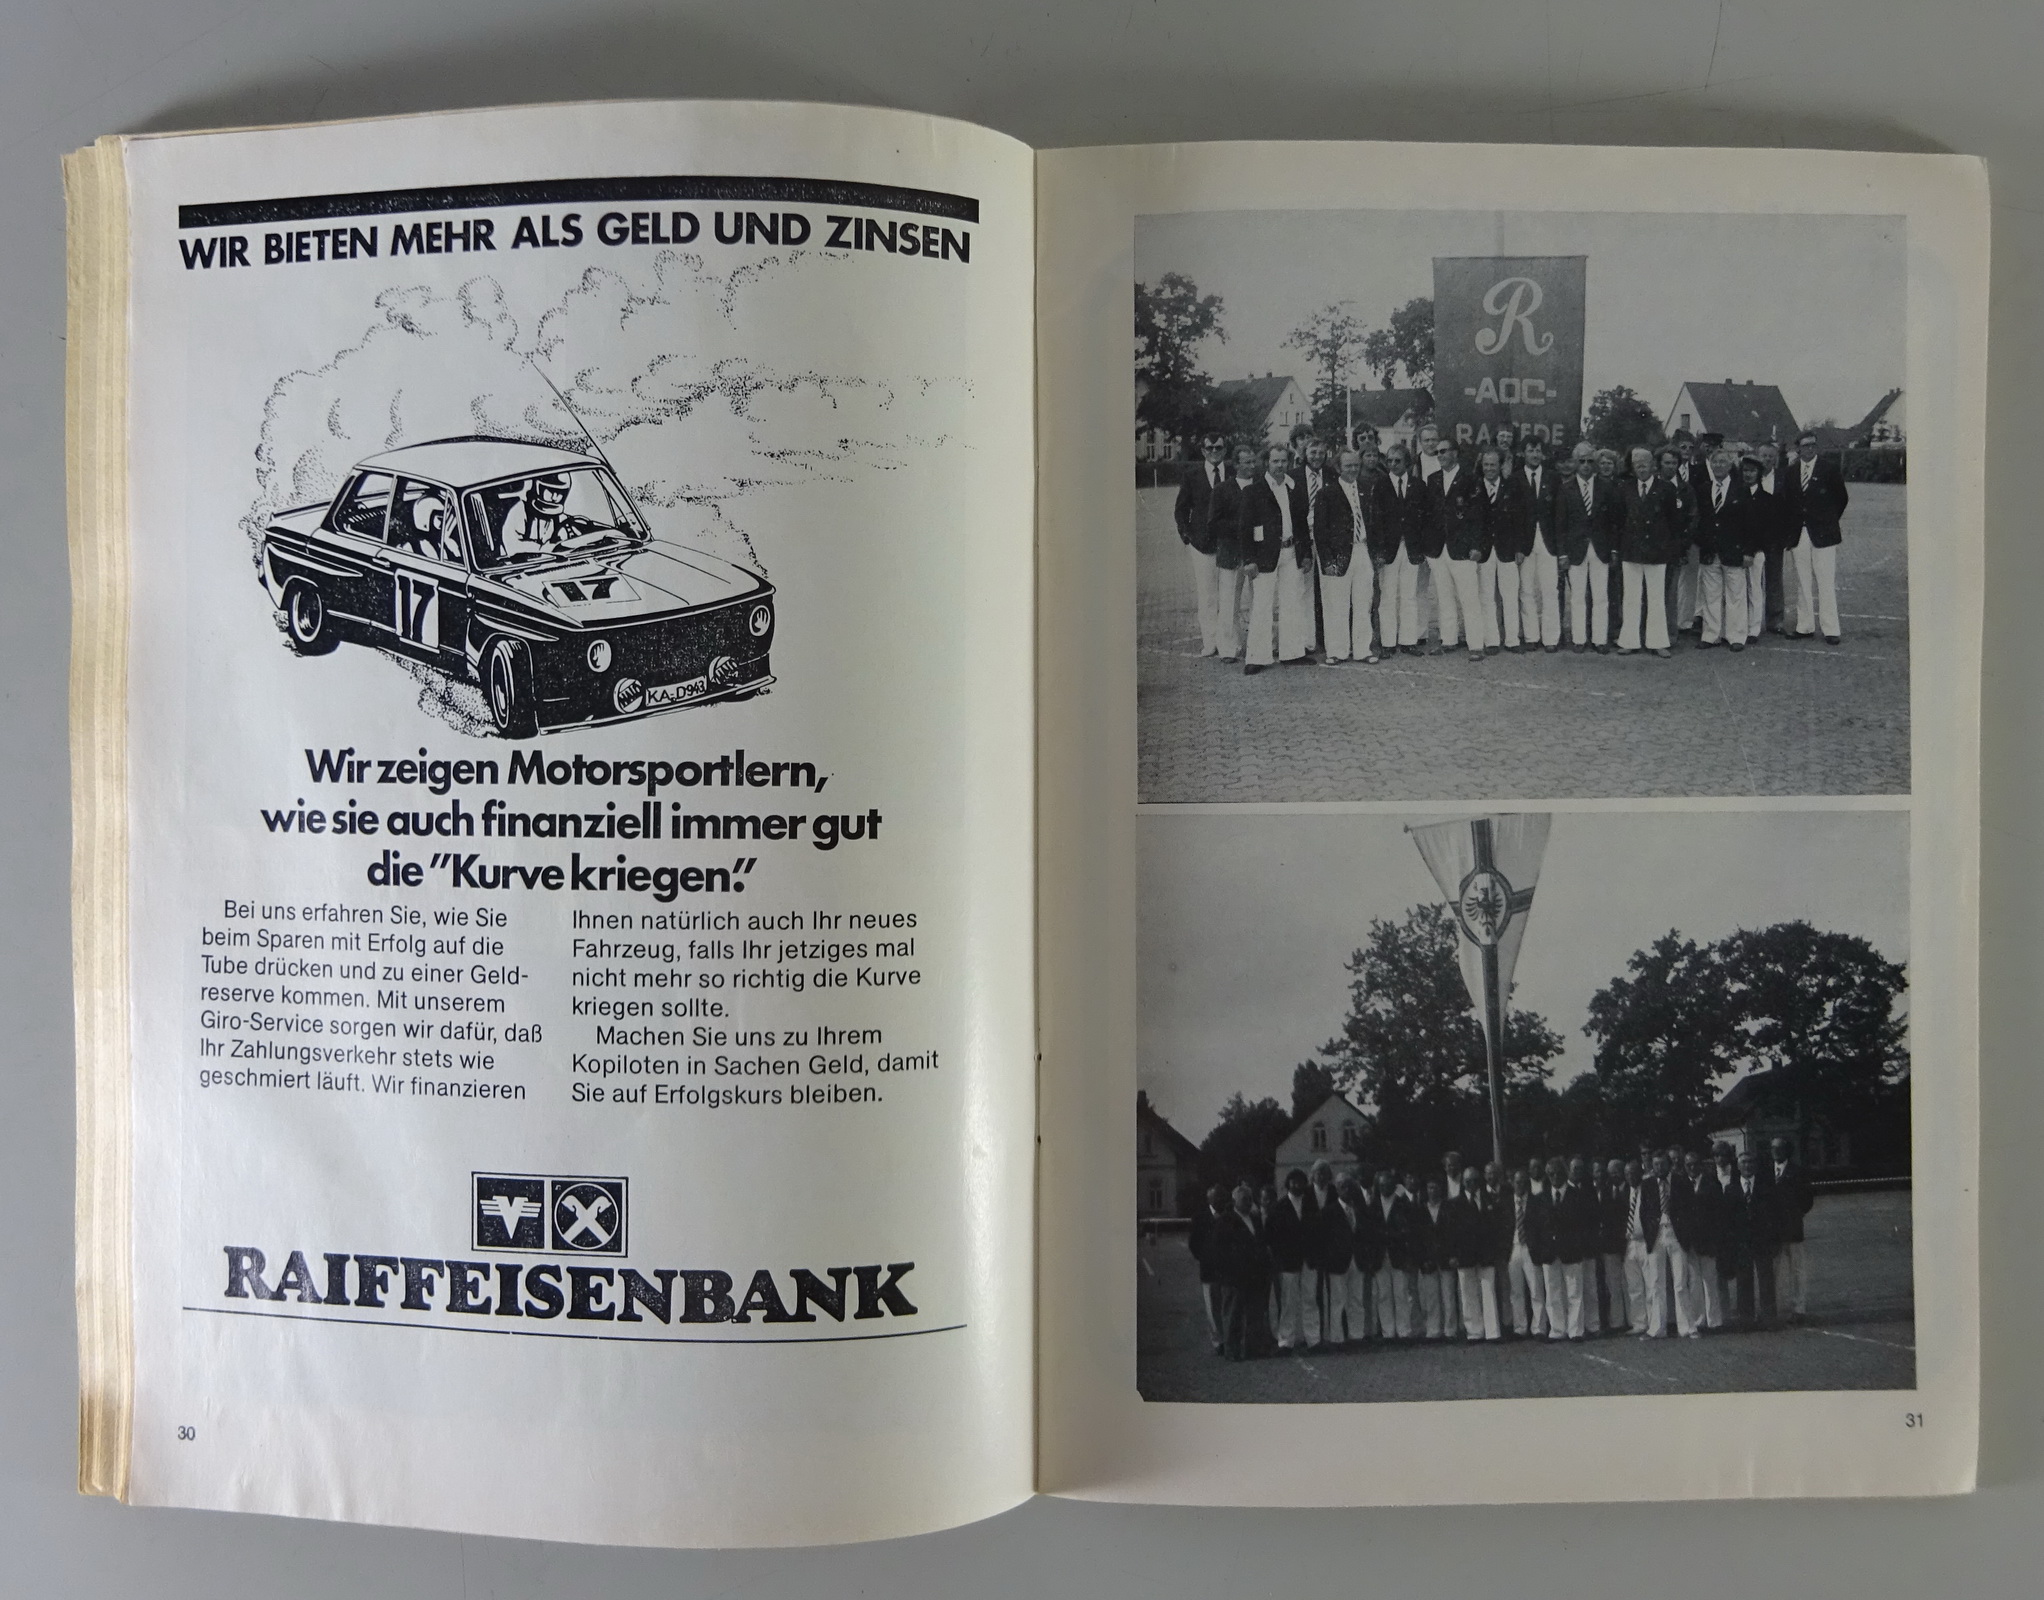 WIR BIETEN MEHR ALS GELD UND ZINSEN
17
17
KA-D943
Wir zeigen Motorsportlern,
wie sie auch finanziell immer gut
die "Kurve kriegen."
Bei uns erfahren Sie, wie Sie
beim Sparen mit Erfolg auf die
Tube drücken und zu einer Geld-
reserve kommen. Mit unserem
Giro-Service sorgen wir dafür, daß
Ihr Zahlungsverkehr stets wie
geschmiert läuft. Wir finanzieren
Ihnen natürlich auch Ihr neues
Fahrzeug, falls Ihr jetziges mal
nicht mehr so richtig die Kurve
kriegen sollte.
Machen Sie uns zu Ihrem
Kopiloten in Sachen Geld, damit
Sie auf Erfolgskurs bleiben.
RAIFFEISENBANK
30
R
-AOC-
31